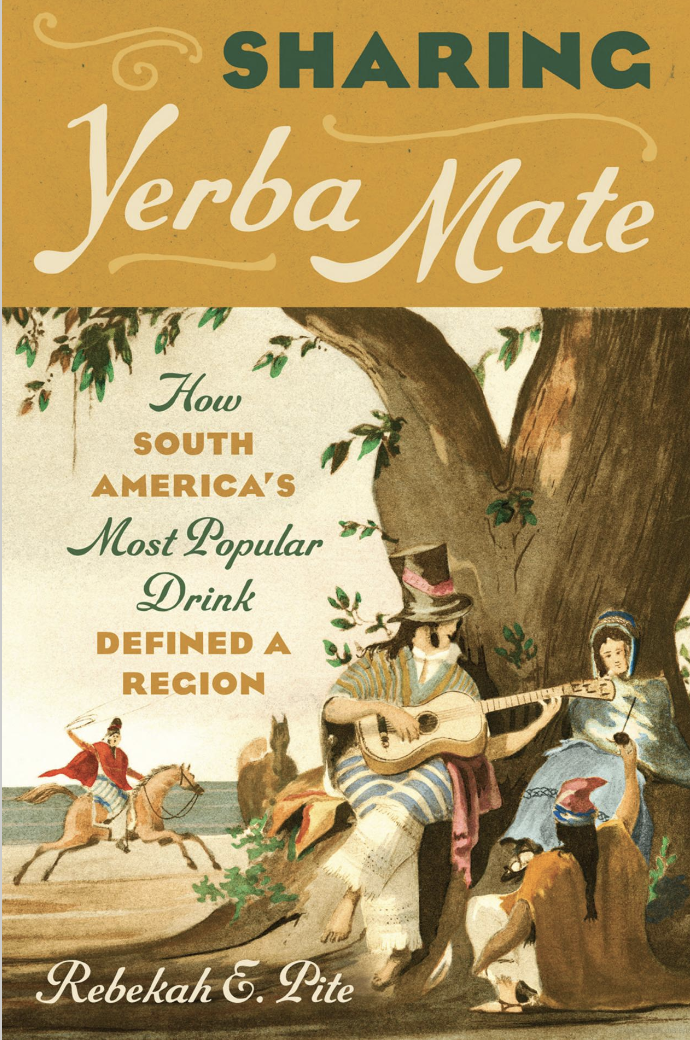 SHARING
Yerba Mate
How
SOUTH
AMERICA'S
Most Popular
Drink
DEFINED A
REGION
Rebekah E. Pite